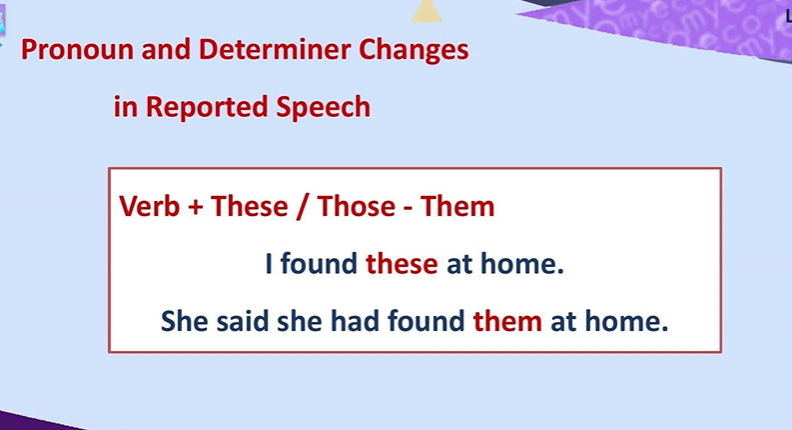 Pronoun and Determiner Changes
in Reported Speech
Verb + These / Those - Them
I found these at home.
She said she had found them at home.